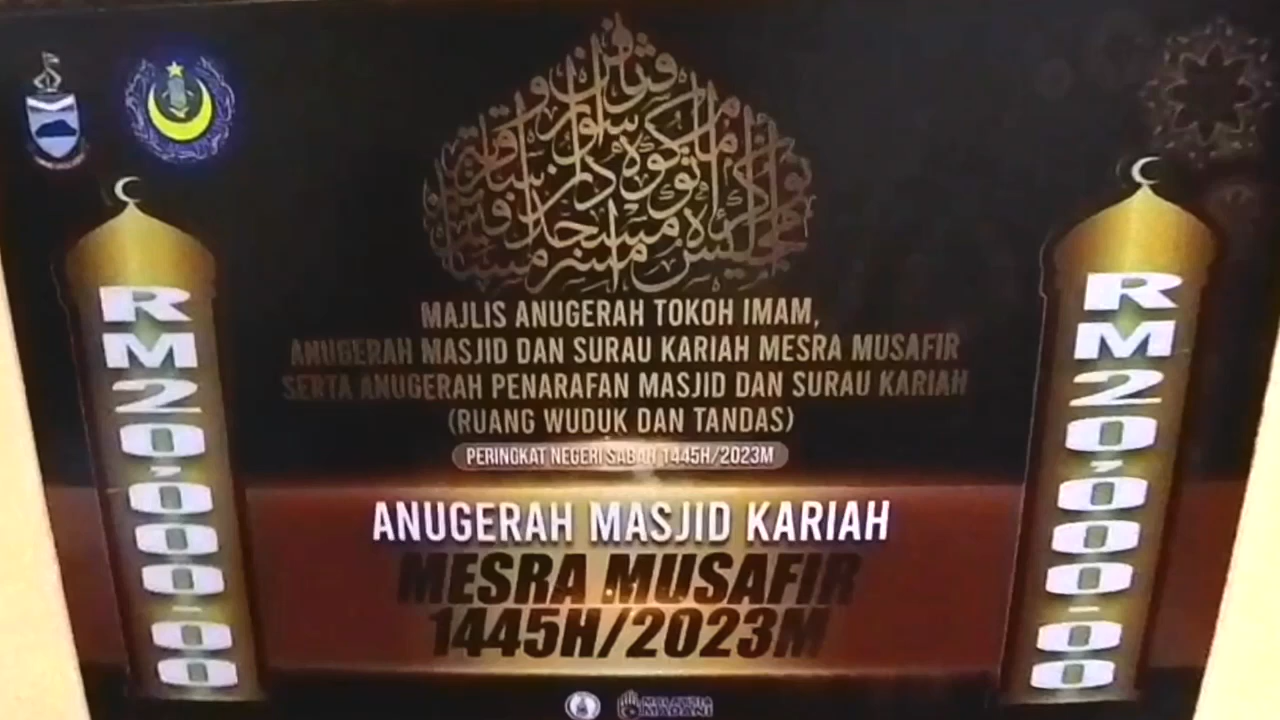 MAJLIS ANUGERAH TOKOH IMAM,
ANUGERAH MASJID DAN SURAU KARIAH MESRA MUSAFIR
SERTA ANUGERAH PENARAFAN MASJID DAN SURAU KARIAH
(RUANG WUDUK DAN TANDAS)
PERINGKAT NEGERI SABAH 1445H/2023M
ANUGERAH MASJID KARIAH
MESRA MUSAFIR
1445H/2023M
RM20,000-00
RM20,000-00
MALAYSIA
MADANI